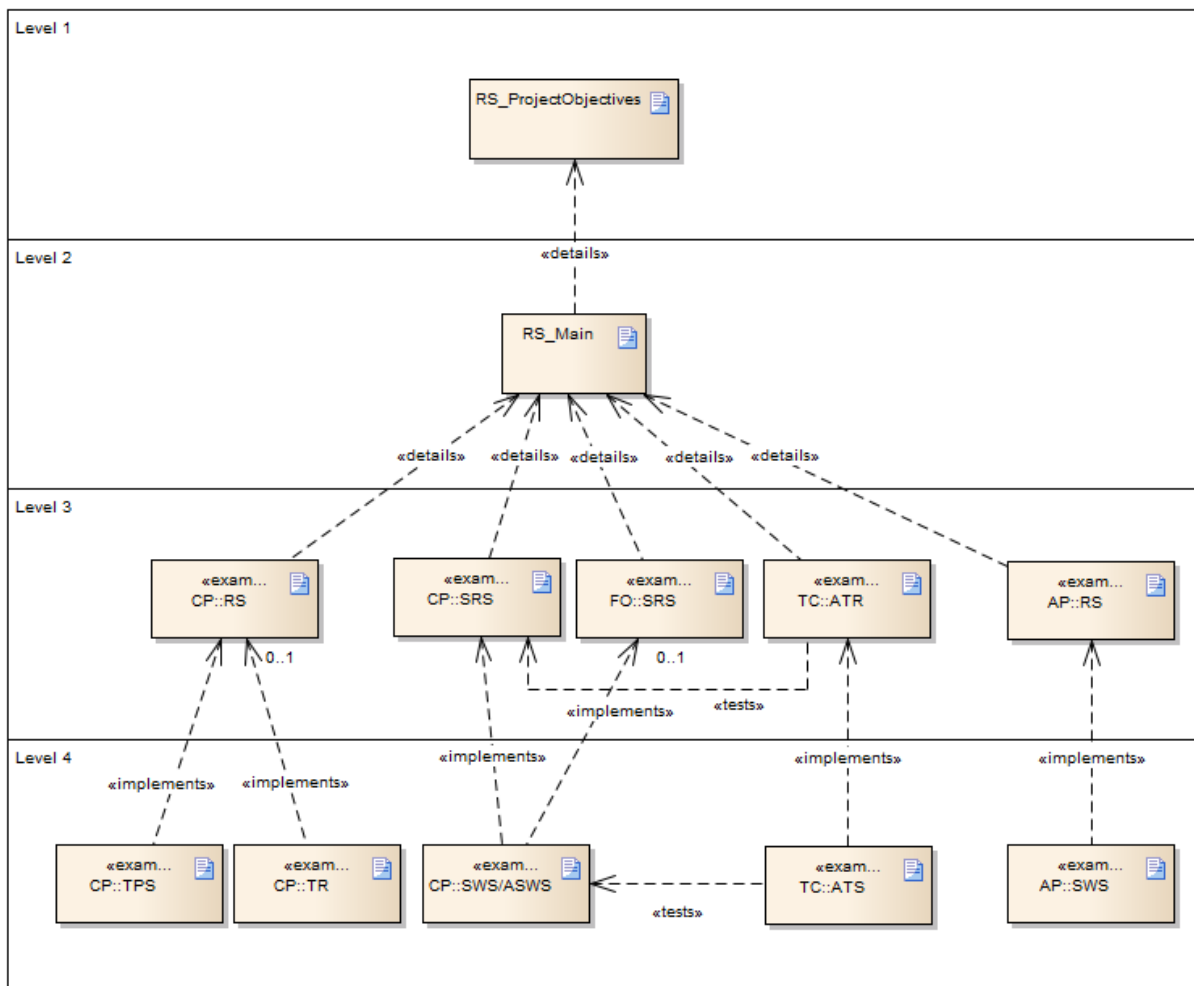 Level 1
RS_ProjectObjectives
«details»
Level 2
RS_Main
«details»
«details»
«details»
«details»
«details»
Level 3
«exam...
CP::RS
«exam...
CP::SRS
«exam...
FO::SRS
«exam...
TC::ATR
«exam...
AP::RS
0..1
0..1
«tests»
«implements»
Level 4
«implements»
«implements»
«implements»
«implements»
«implements»
«exam...
CP::TPS
«exam...
CP::TR
«exam...
CP::SWS/ASWS
«exam...
TC::ATS
«exam...
AP::SWS
«tests»